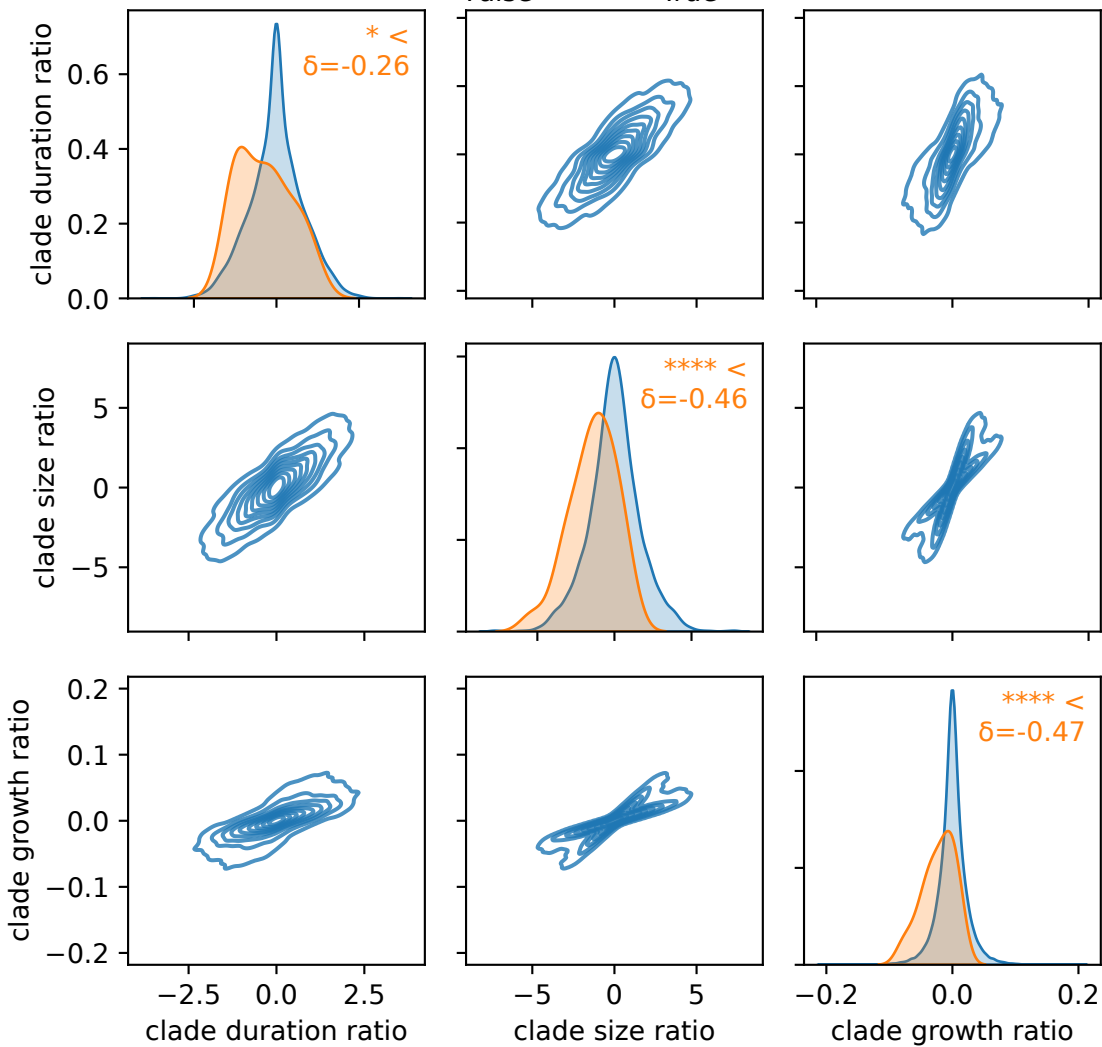 clade duration ratio
0.6
0.4
0.2
0.0
* <
δ=-0.26
clade size ratio
5
0
−5
**** <
δ=-0.46
clade growth ratio
0.2
0.1
0.0
−0.1
−0.2
**** <
δ=-0.47
−2.5 0.0 2.5
−5 0 5
−0.2 0.0 0.2
clade duration ratio
clade size ratio
clade growth ratio